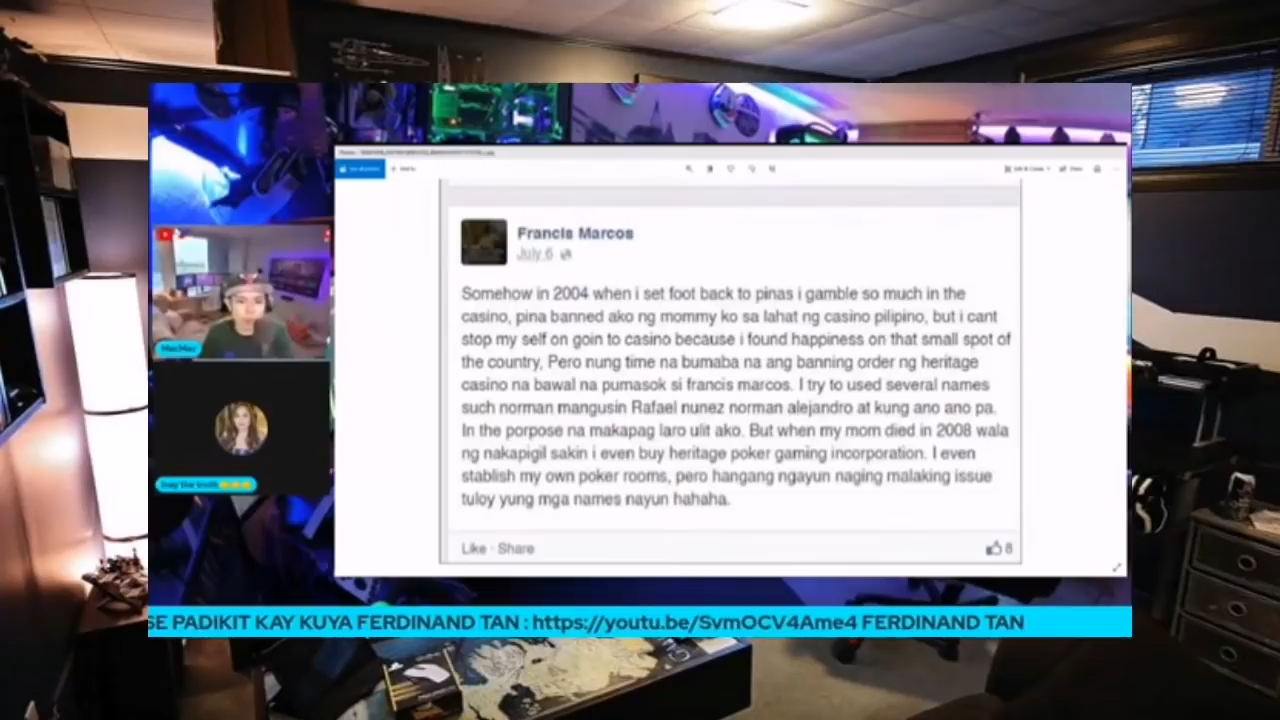 Francis Marcos
July 6
Somehow in 2004 when i set foot back to pinas i gamble so much in the
casino, pina banned ako ng mommy ko sa lahat ng casino pilipino, but i cant
stop my self on goin to casino because i found happiness on that small spot of
the country, Pero nung time na bumaba na ang banning order ng heritage
casino na bawal na pumasok si francis marcos. I try to used several names
such norman mangusin Rafael nunez norman alejandro at kung ano ano pa.
In the porpose na makapag laro ulit ako. But when my mom died in 2008 wala
ng nakapigil sakin i even buy heritage poker gaming incorporation. I even
stablish my own poker rooms, pero hangang ngayun naging malaking issue
tuloy yung mga names nayun hahaha.
Like · Share
8
MacMac
the truth
SE PADIKIT KAY KUYA FERDINAND TAN : https://youtu.be/SvmOCV4Ame4 FERDINAND TAN